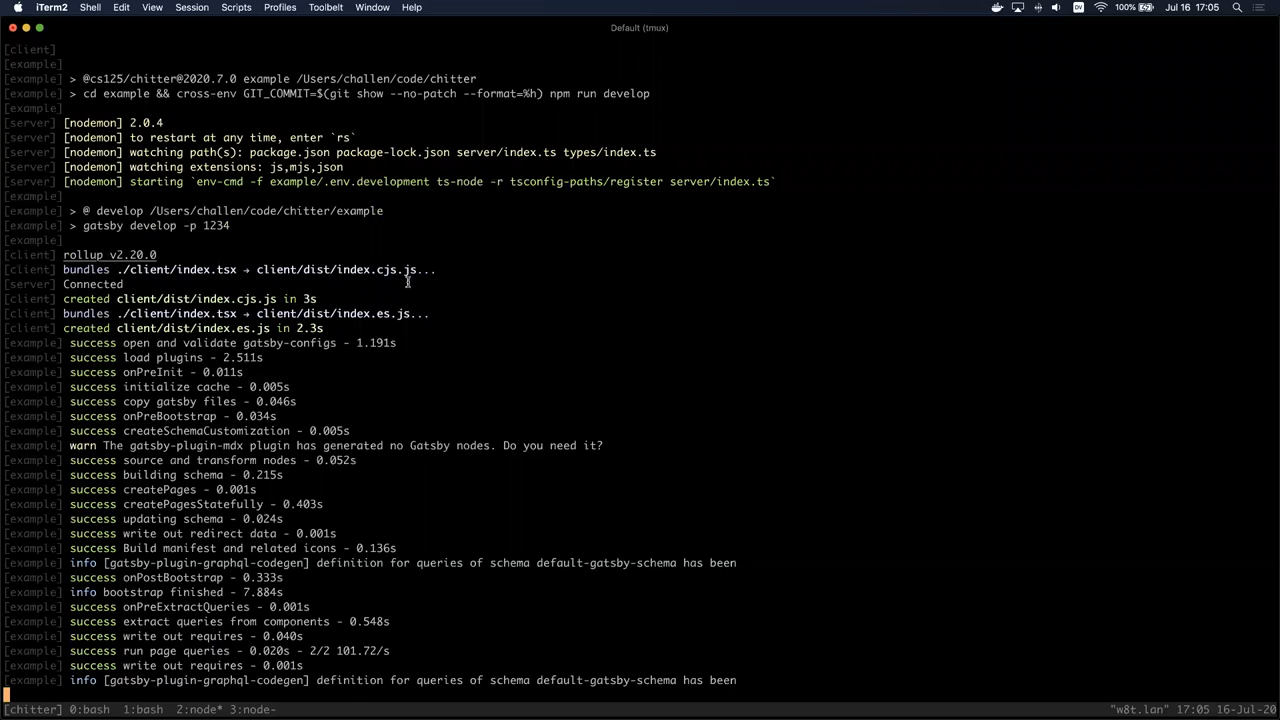 iTerm2 Shell Edit View Session Scripts Profiles Toolbelt Window Help DV 100% Jul 16 17:05
Default (tmux)
[client]
[example]
[example] > @cs125/chitter@2020.7.0 example /Users/challen/code/chitter
[example] > cd example && cross-env GIT_COMMIT=$(git show --no-patch --format=%h) npm run develop
[example]
[server] [nodemon] 2.0.4
[server] [nodemon] to restart at any time, enter `rs`
[server] [nodemon] watching path(s): package.json package-lock.json server/index.ts types/index.ts
[server] [nodemon] watching extensions: js,mjs,json
[server] [nodemon] starting `env-cmd -f example/.env.development ts-node -r tsconfig-paths/register server/index.ts`
[example]
[example] > @ develop /Users/challen/code/chitter/example
[example] > gatsby develop -p 1234
[example]
[client] rollup v2.20.0
[client] bundles ./client/index.tsx → client/dist/index.cjs.js...
[server] Connected
[client] created client/dist/index.cjs.js in 3s
[client] bundles ./client/index.tsx → client/dist/index.es.js...
[client] created client/dist/index.es.js in 2.3s
[example] success open and validate gatsby-configs - 1.191s
[example] success load plugins - 2.511s
[example] success onPreInit - 0.011s
[example] success initialize cache - 0.005s
[example] success copy gatsby files - 0.046s
[example] success onPreBootstrap - 0.034s
[example] success createSchemaCustomization - 0.005s
[example] warn The gatsby-plugin-mdx plugin has generated no Gatsby nodes. Do you need it?
[example] success source and transform nodes - 0.052s
[example] success building schema - 0.215s
[example] success createPages - 0.001s
[example] success createPagesStatefully - 0.403s
[example] success updating schema - 0.024s
[example] success write out redirect data - 0.001s
[example] success Build manifest and related icons - 0.136s
[example] info [gatsby-plugin-graphql-codegen] definition for queries of schema default-gatsby-schema has been
[example] success onPostBootstrap - 0.333s
[example] info bootstrap finished - 7.884s
[example] success onPreExtractQueries - 0.001s
[example] success extract queries from components - 0.548s
[example] success write out requires - 0.040s
[example] success run page queries - 0.020s - 2/2 101.72/s
[example] success write out requires - 0.001s
[example] info [gatsby-plugin-graphql-codegen] definition for queries of schema default-gatsby-schema has been
[chitter] 0:bash 1:bash 2:node* 3:node- "w8t.lan" 17:05 16-Jul-20